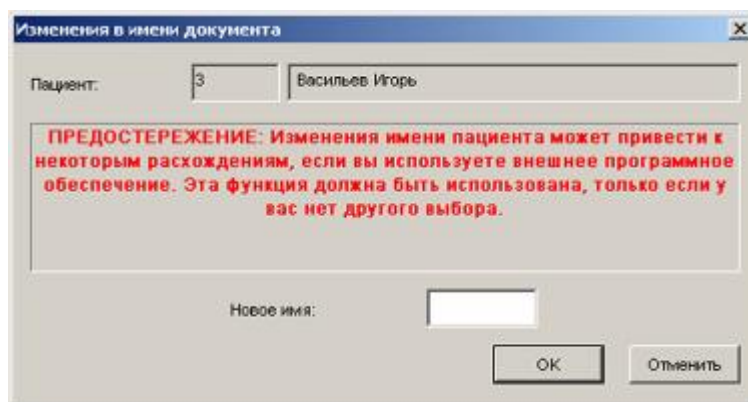 Изменения в имени документа
Пациент: 3 Васильев Игорь
ПРЕДОСТЕРЕЖЕНИЕ: Изменения имени пациента может привести к
некоторым расхождениям, если вы используете внешнее программное
обеспечение. Эта функция должна быть использована, только если у
вас нет другого выбора.
Новое имя:
OK Отменить